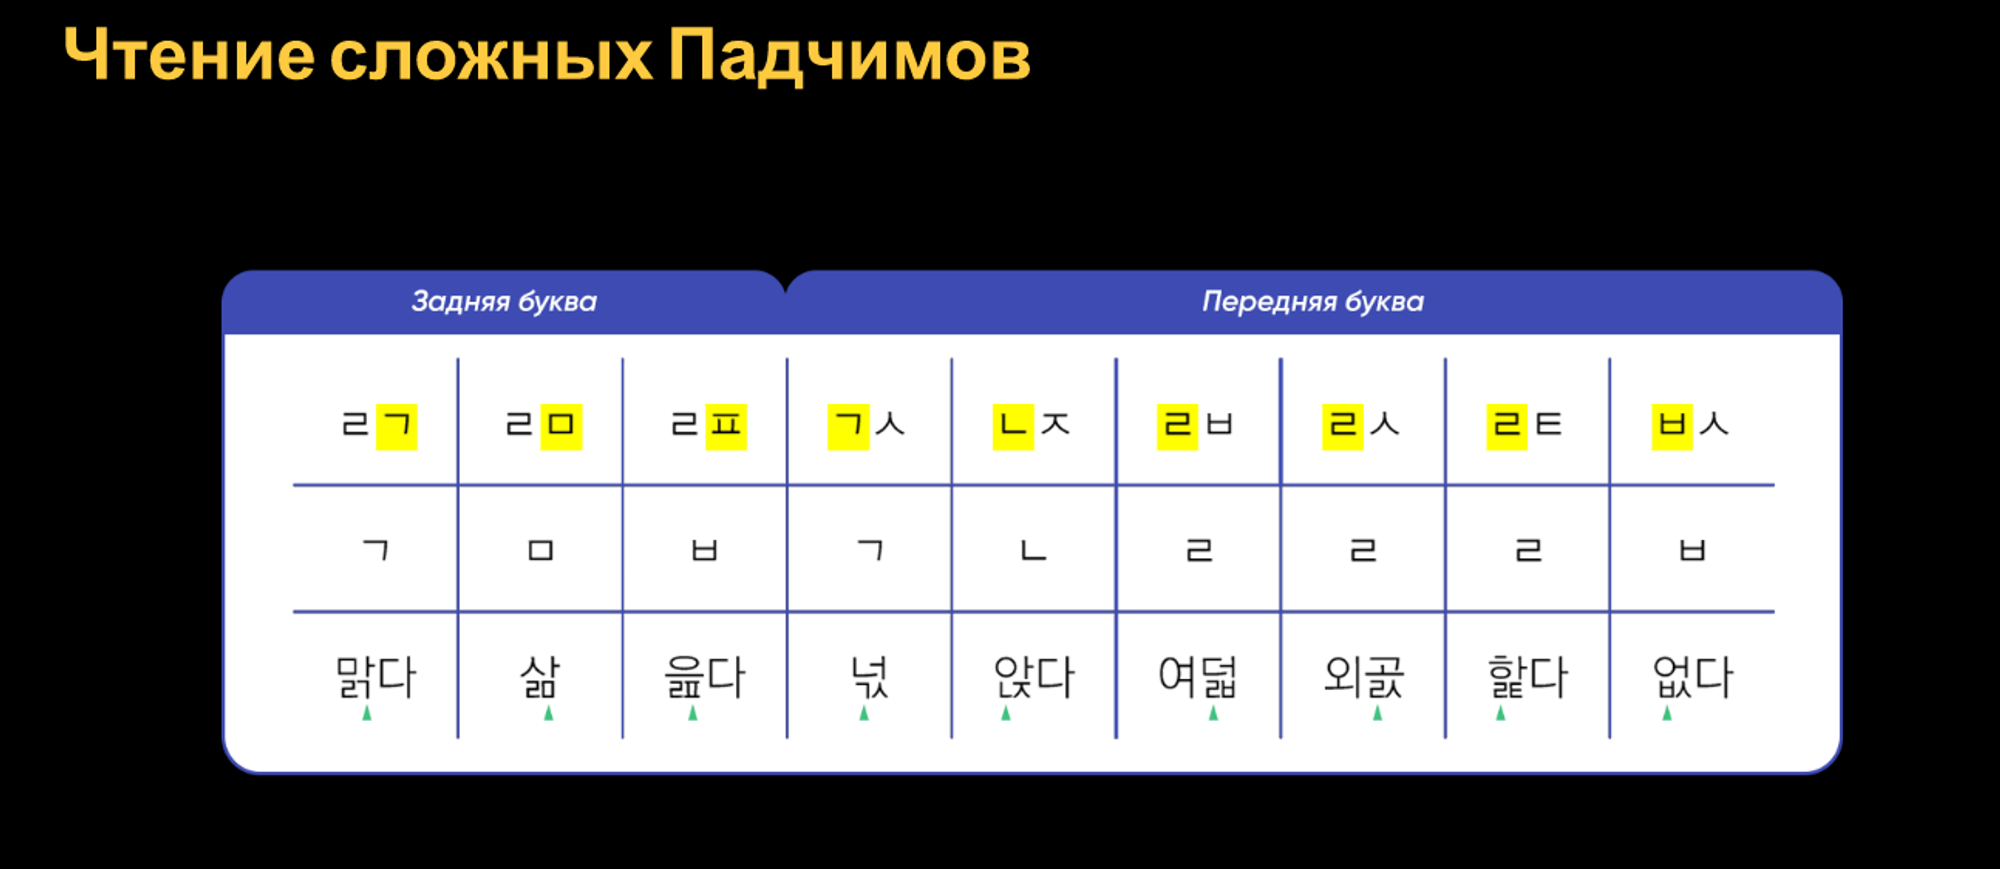 Чтение сложных Падчимов
Задняя буква Передняя буква
ㄹㄱ ㄹㅁ ㄹㅍ ㄱㅅ ㄴㅈ ㄹㅂ ㄹㅅ ㄹㅌ ㅂㅅ
ㄱ ㅁ ㅂ ㄱ ㄴ ㄹ ㄹ ㄹ ㅂ
맑다 삶 읊다 넋 앉다 여덟 외곬 핥다 없다